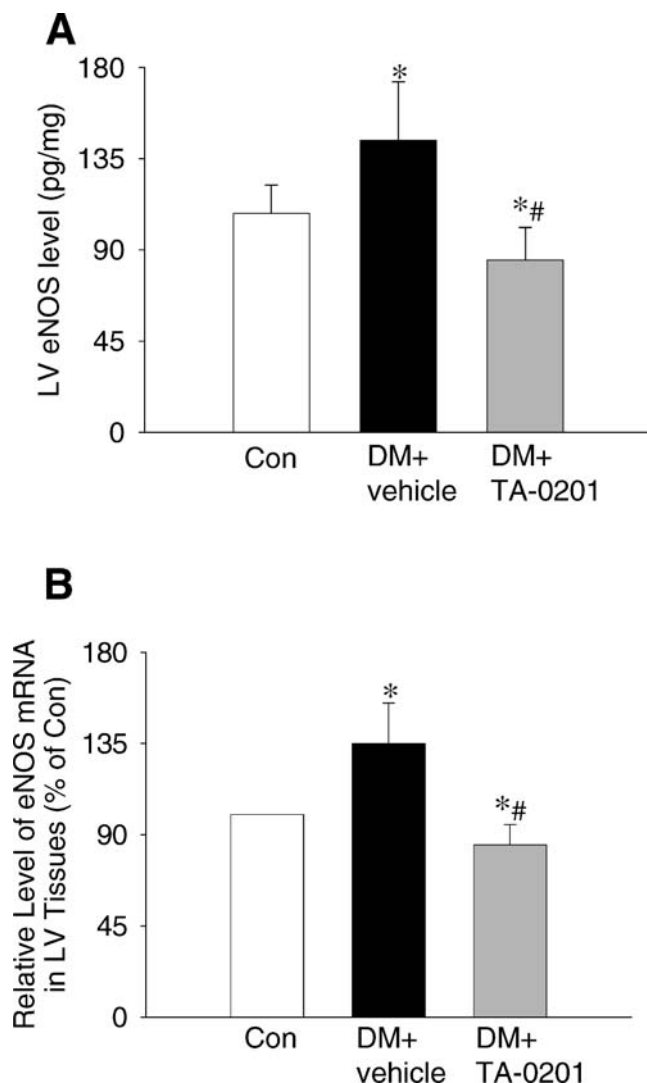 A
LV eNOS level (pg/mg)
180
135
90
45
0
*
*#
Con
DM+
vehicle
DM+
TA-0201
B
Relative Level of eNOS mRNA
in LV Tissues (% of Con)
180
135
90
45
0
*
*#
Con
DM+
vehicle
DM+
TA-0201